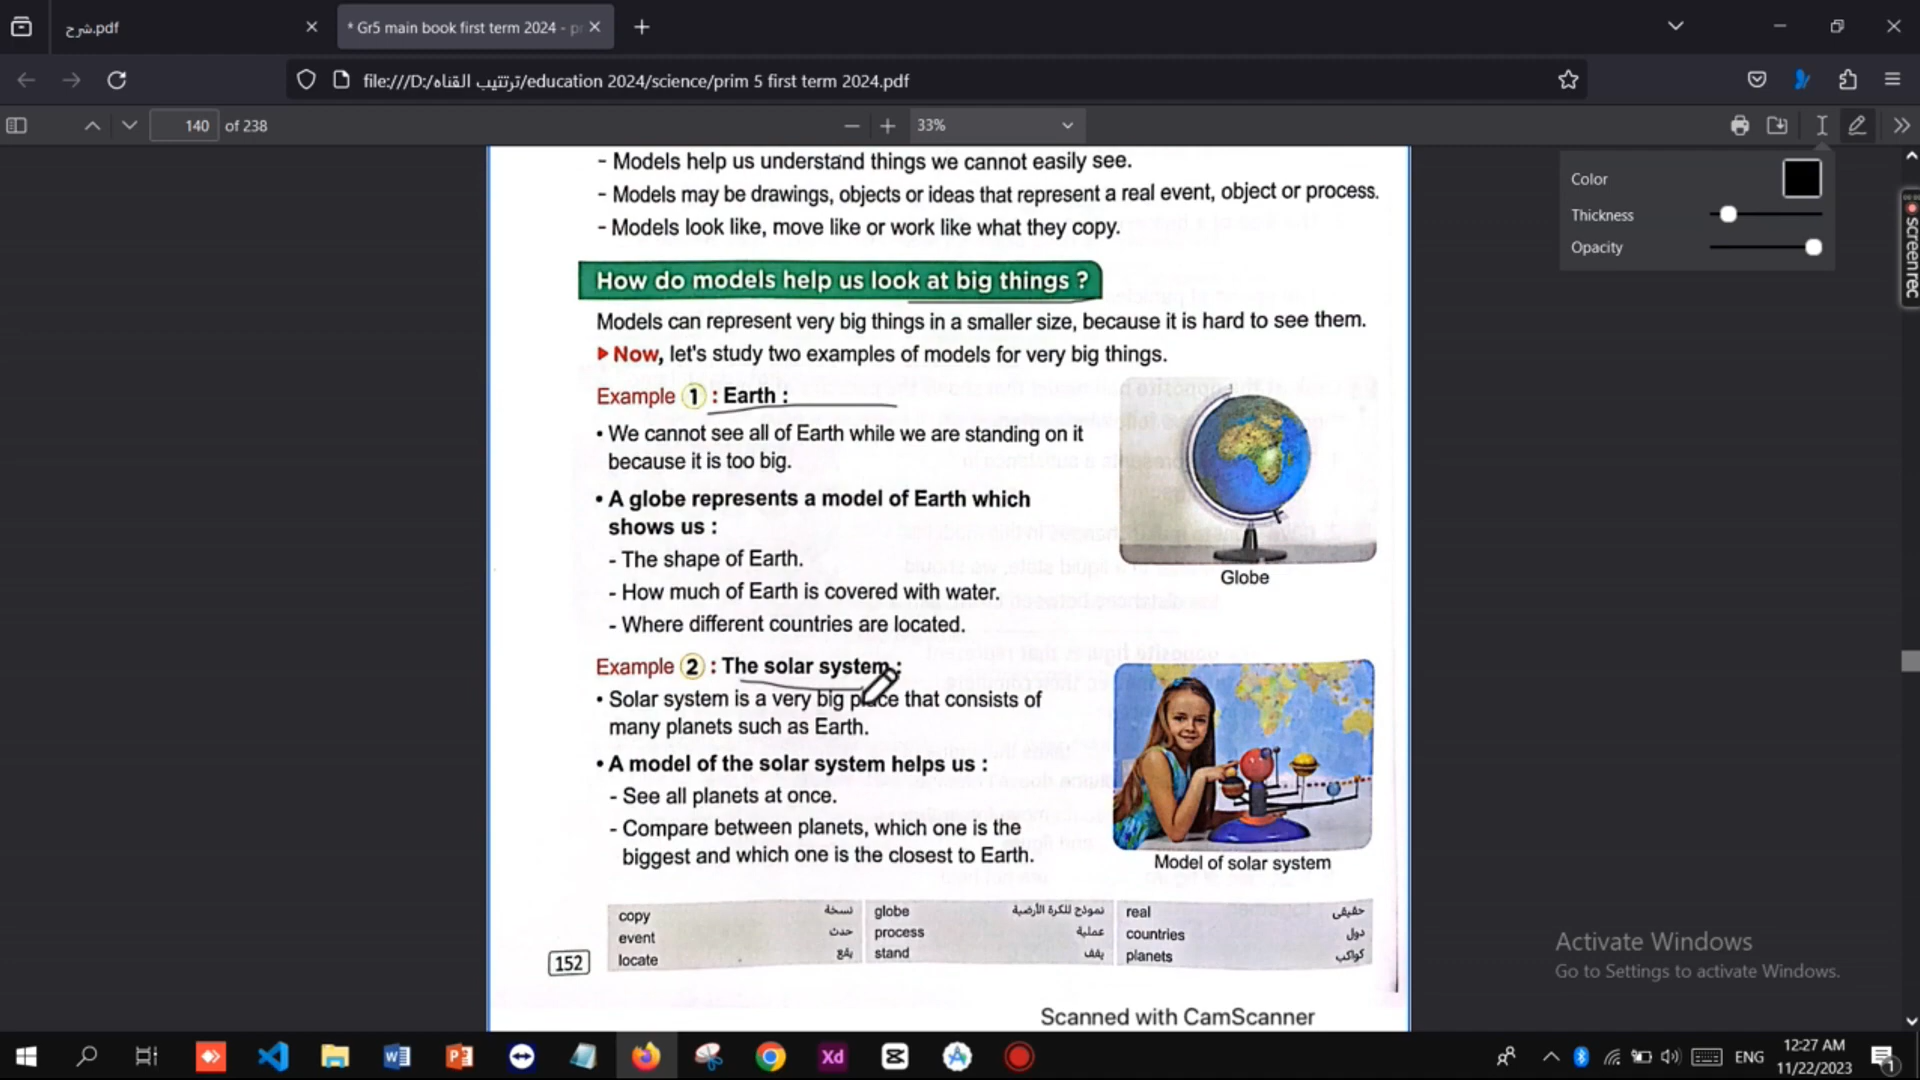 شرح.pdf
* Gr5 main book first term 2024 - pr
file:///D:/ترتتيب القناه/education 2024/science/prim 5 first term 2024.pdf
140 of 238
33%
Color
Thickness
Opacity
screenrec
- Models help us understand things we cannot easily see.
- Models may be drawings, objects or ideas that represent a real event, object or process.
- Models look like, move like or work like what they copy.
How do models help us look at big things ?
Models can represent very big things in a smaller size, because it is hard to see them.
Now, let's study two examples of models for very big things.
Example 1 : Earth :
• We cannot see all of Earth while we are standing on it
because it is too big.
• A globe represents a model of Earth which
shows us :
- The shape of Earth.
- How much of Earth is covered with water.
- Where different countries are located.
Globe
Example 2 : The solar system :
• Solar system is a very big place that consists of
many planets such as Earth.
• A model of the solar system helps us :
- See all planets at once.
- Compare between planets, which one is the
biggest and which one is the closest to Earth.
Model of solar system
copy نسخة globe نموذج للكرة الأرضية real حقيقى
event حدث process عملية countries دول
locate يقع stand يقف planets كواكب
152
Scanned with CamScanner
Activate Windows
Go to Settings to activate Windows.
Xd
ENG
12:27 AM
11/22/2023
1